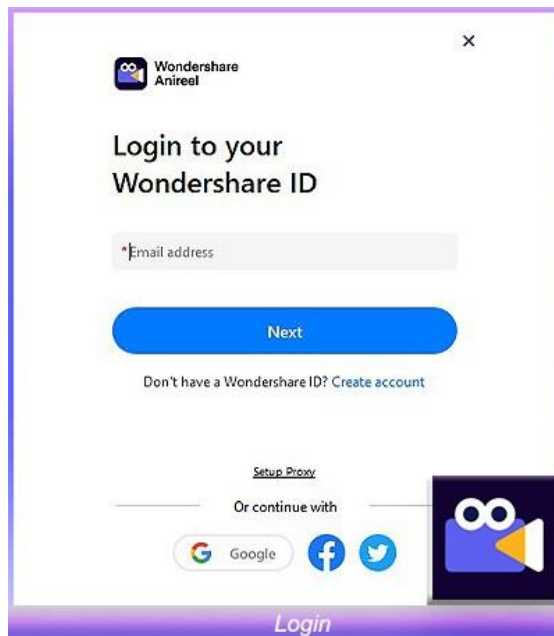 Wondershare
Anireel
Login to your
Wondershare ID
*Email address
Next
Don't have a Wondershare ID? Create account
Setup Proxy
Or continue with
Google
Login